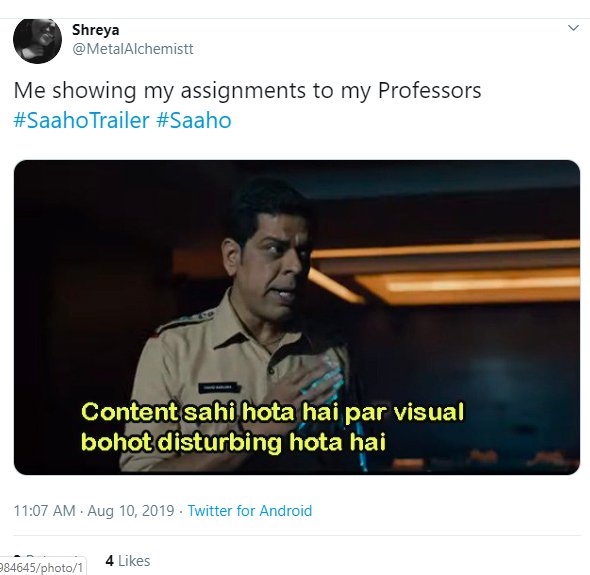 Shreya
@MetalAlchemistt
Me showing my assignments to my Professors
#SaahoTrailer #Saaho
Content sahi hota hai par visual
bohot disturbing hota hai
11:07 AM · Aug 10, 2019 · Twitter for Android
4 Likes
984645/photo/1